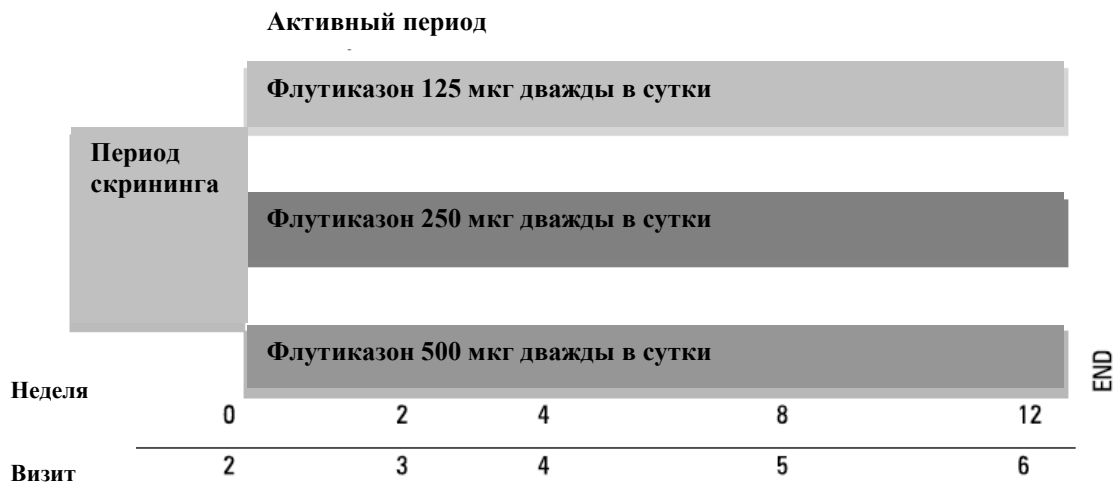 Активный период
Флутиказон 125 мкг дважды в сутки
Период
скрининга
Флутиказон 250 мкг дважды в сутки
Флутиказон 500 мкг дважды в сутки
END
Неделя
0 2 4 8 12
Визит
2 3 4 5 6